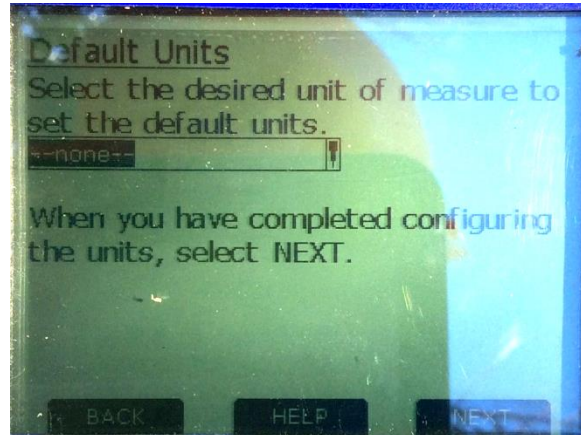 Default Units
Select the desired unit of measure to
set the default units.
--none--
When you have completed configuring
the units, select NEXT.
BACK HELP NEXT